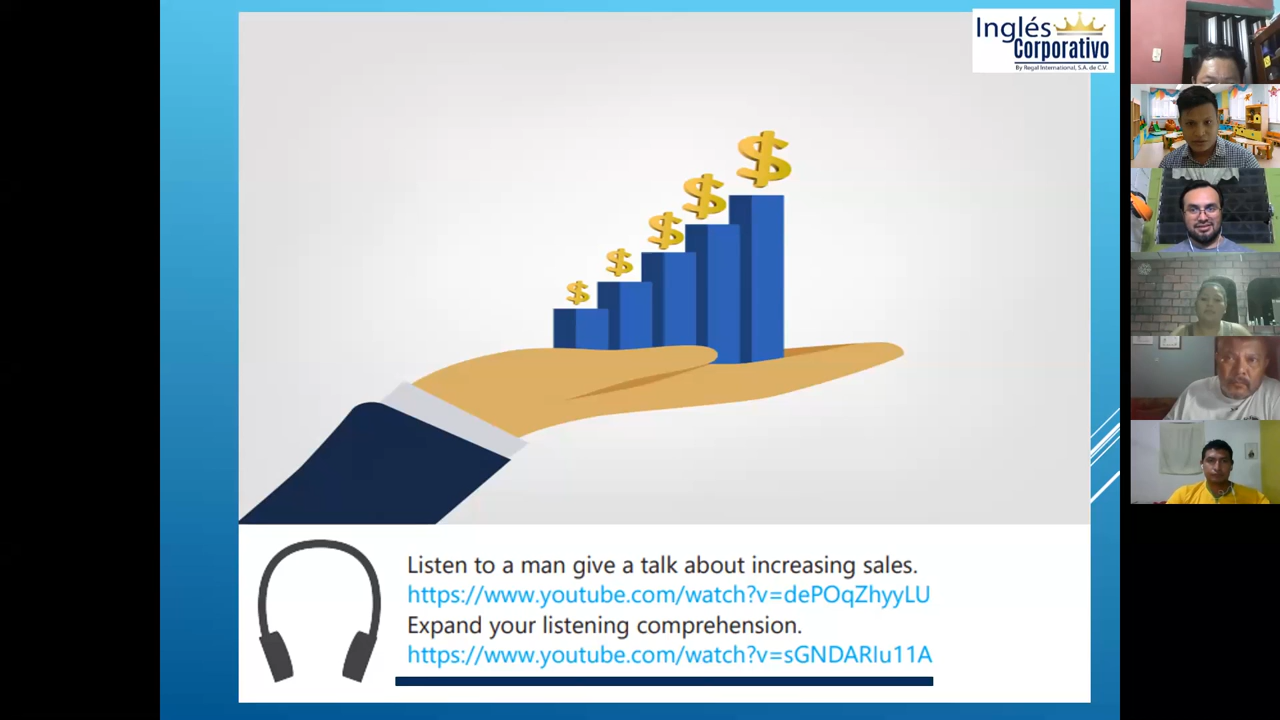 Inglés
Corporativo
By Regal International, S.A. de C.V.
$
$
$
$
$
Listen to a man give a talk about increasing sales.
https://www.youtube.com/watch?v=dePOqZhyyLU
Expand your listening comprehension.
https://www.youtube.com/watch?v=sGNDARlu11A